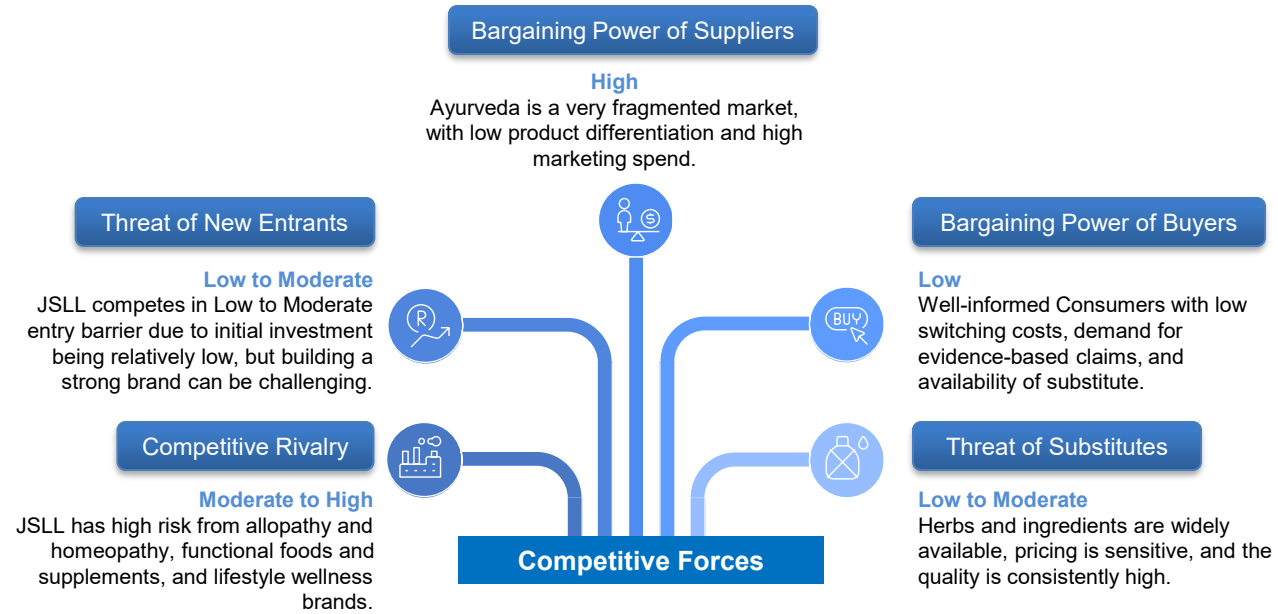 Bargaining Power of Suppliers
High
Ayurveda is a very fragmented market,
with low product differentiation and high
marketing spend.
Threat of New Entrants
Low to Moderate
JSLL competes in Low to Moderate
entry barrier due to initial investment
being relatively low, but building a
strong brand can be challenging.
R
Bargaining Power of Buyers
Low
Well-informed Consumers with low
switching costs, demand for
evidence-based claims, and
availability of substitute.
$
BUY
Competitive Rivalry
Moderate to High
JSLL has high risk from allopathy and
homeopathy, functional foods and
supplements, and lifestyle wellness
brands.
Threat of Substitutes
Low to Moderate
Herbs and ingredients are widely
available, pricing is sensitive, and the
quality is consistently high.
Competitive Forces